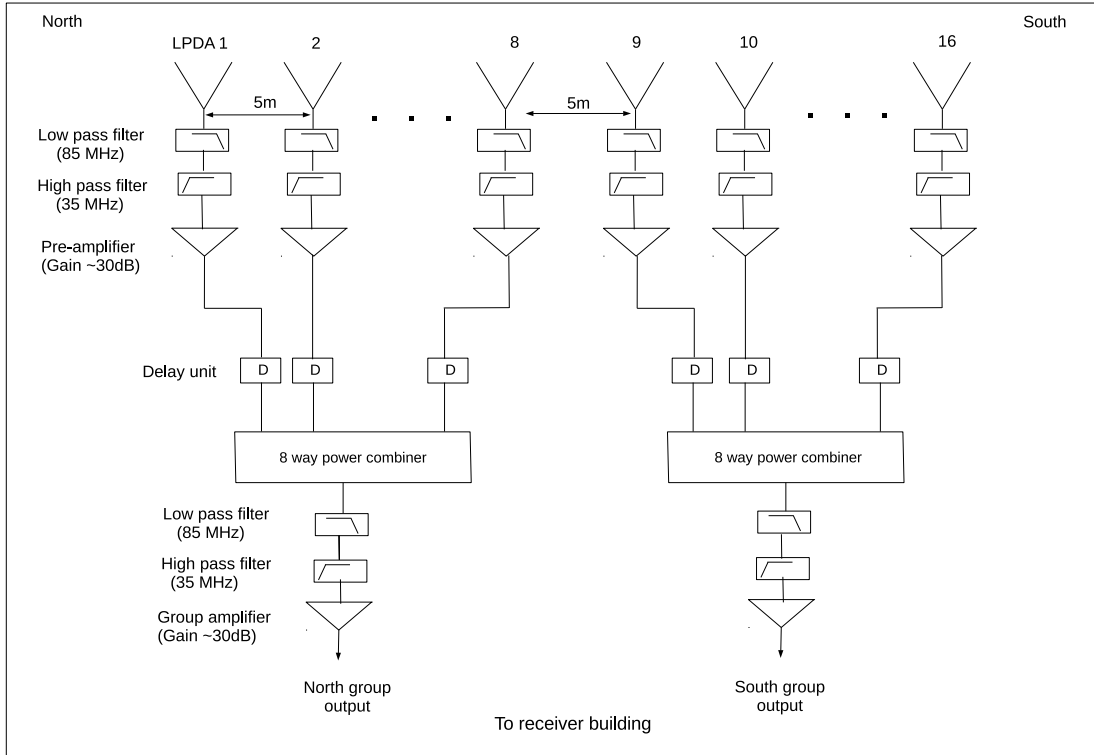 North
South
LPDA 1
2
8
9
10
16
5m
5m
Low pass filter
(85 MHz)
High pass filter
(35 MHz)
Pre-amplifier
(Gain ~30dB)
Delay unit
D
D
D
D
D
D
8 way power combiner
8 way power combiner
Low pass filter
(85 MHz)
High pass filter
(35 MHz)
Group amplifier
(Gain ~30dB)
North group
output
South group
output
To receiver building